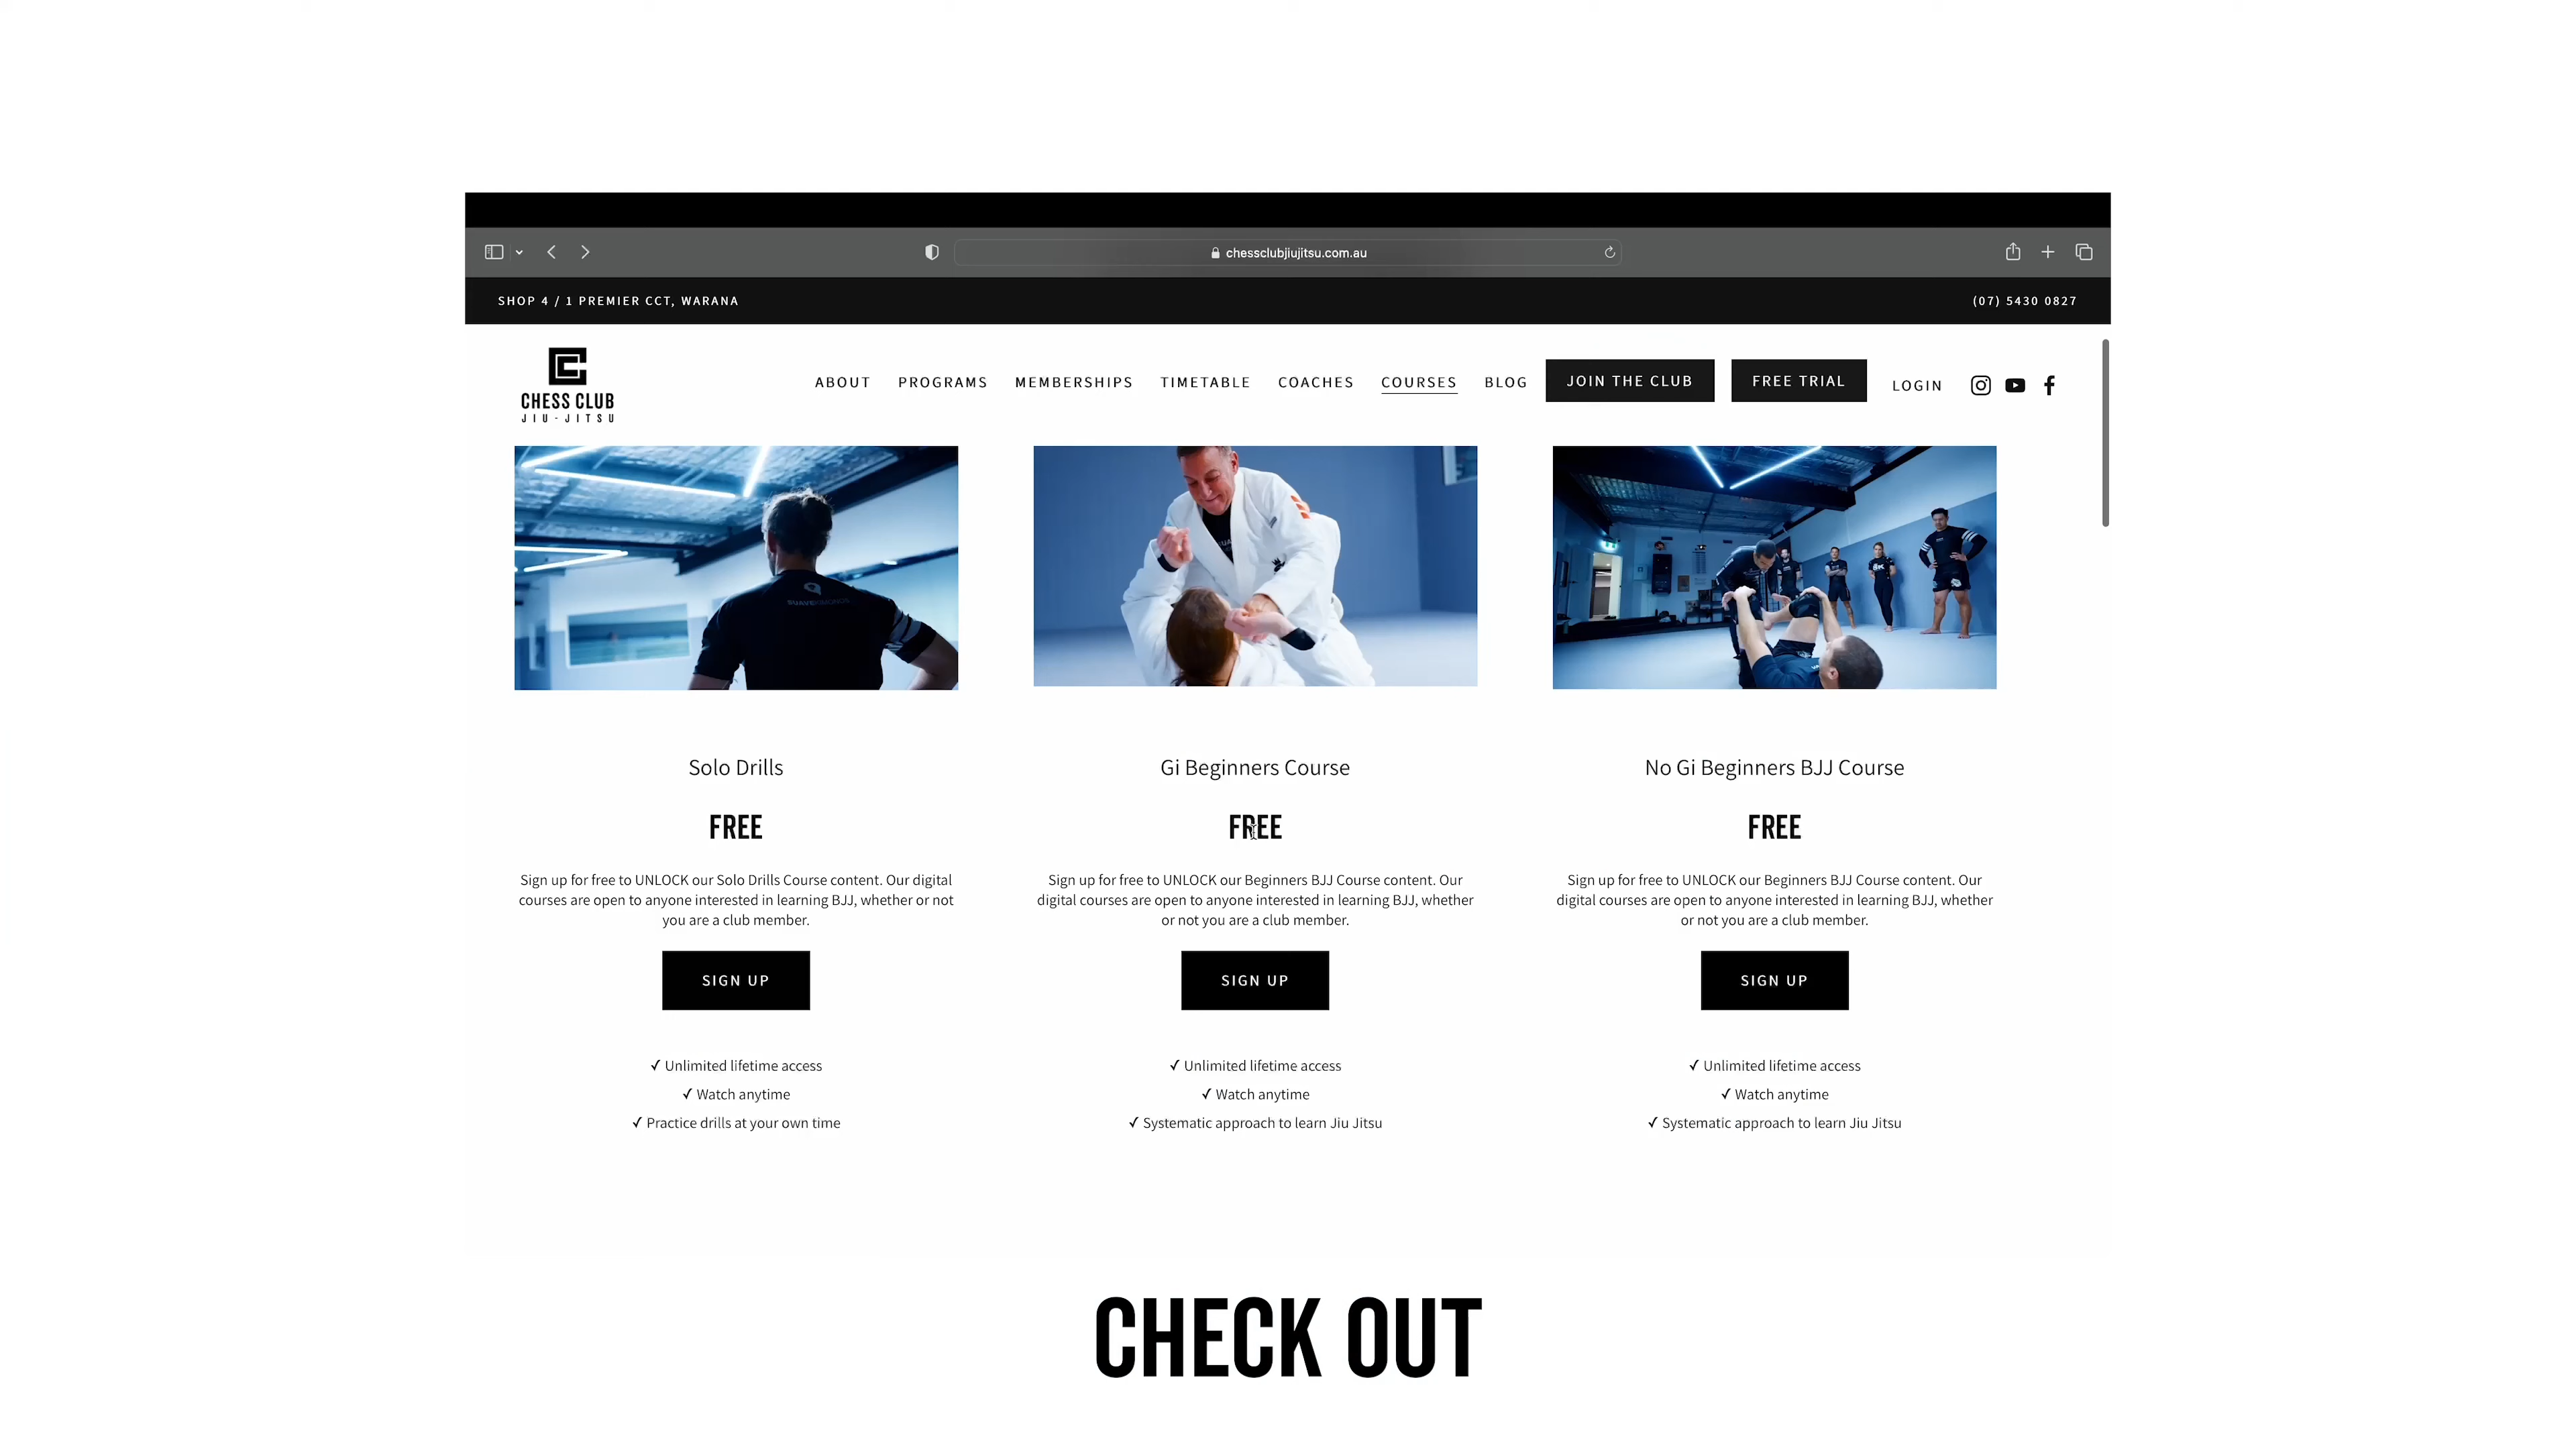 chessclubjiujitsu.com.au
SHOP 4 / 1 PREMIER CCT, WARANA
(07) 5430 0827
CHESS CLUB
JIU-JITSU
ABOUT
PROGRAMS
MEMBERSHIPS
TIMETABLE
COACHES
COURSES
BLOG
JOIN THE CLUB
FREE TRIAL
LOGIN
Solo Drills
FREE
Sign up for free to UNLOCK our Solo Drills Course content. Our digital
courses are open to anyone interested in learning BJJ, whether or not
you are a club member.
SIGN UP
✓ Unlimited lifetime access
✓ Watch anytime
✓ Practice drills at your own time
Gi Beginners Course
FREE
Sign up for free to UNLOCK our Beginners BJJ Course content. Our
digital courses are open to anyone interested in learning BJJ, whether
or not you are a club member.
SIGN UP
✓ Unlimited lifetime access
✓ Watch anytime
✓ Systematic approach to learn Jiu Jitsu
No Gi Beginners BJJ Course
FREE
Sign up for free to UNLOCK our Beginners BJJ Course content. Our
digital courses are open to anyone interested in learning BJJ, whether
or not you are a club member.
SIGN UP
✓ Unlimited lifetime access
✓ Watch anytime
✓ Systematic approach to learn Jiu Jitsu
CHECK OUT